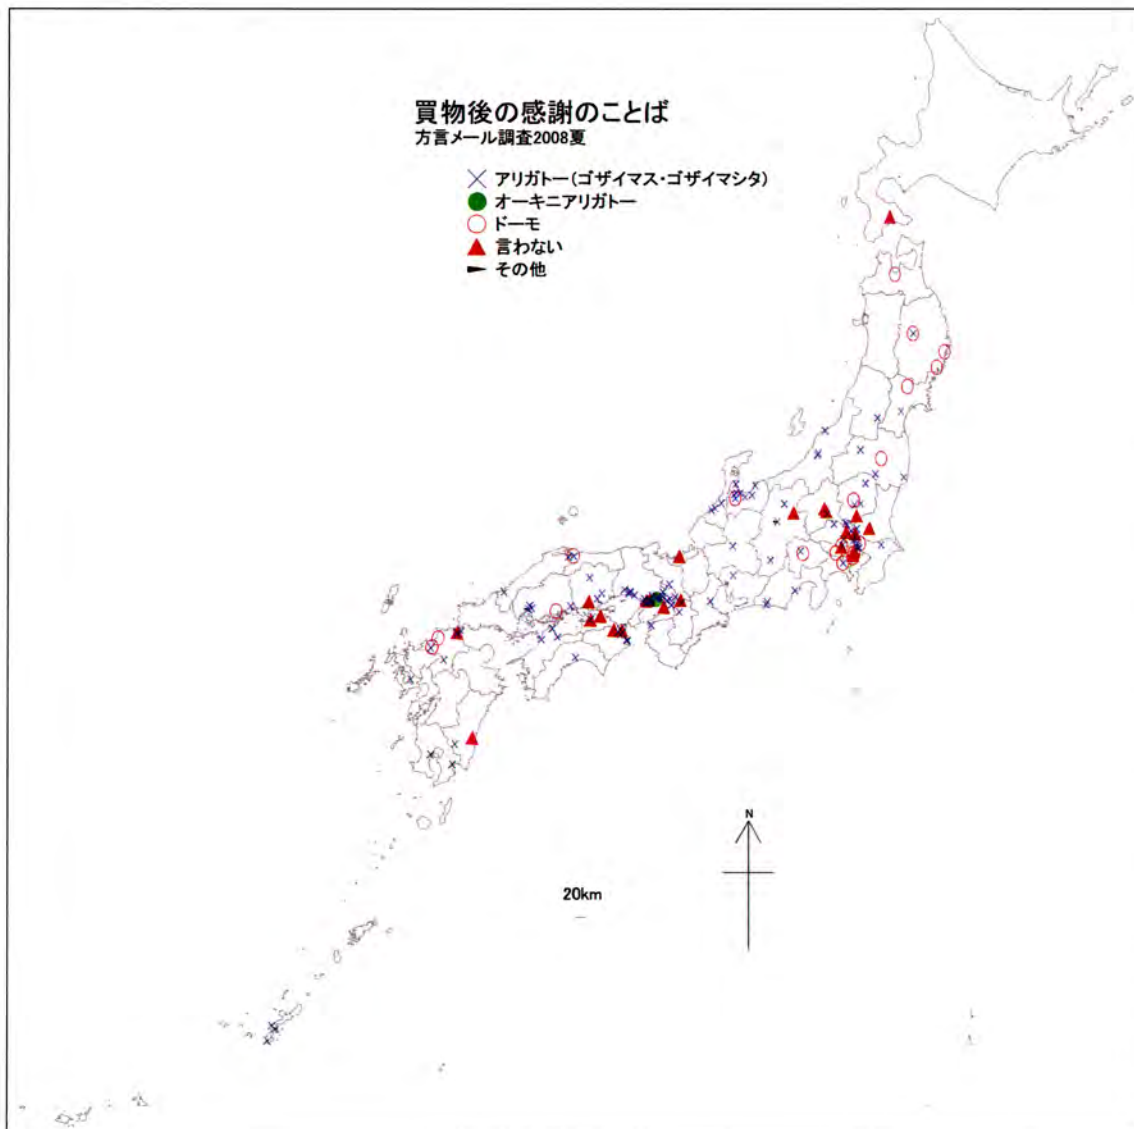 買物後の感謝のことば
方言メール調査2008夏
アリガトー(ゴザイマス・ゴザイマシタ)
オーキニアリガトー
ドーモ
言わない
その他
N
20km